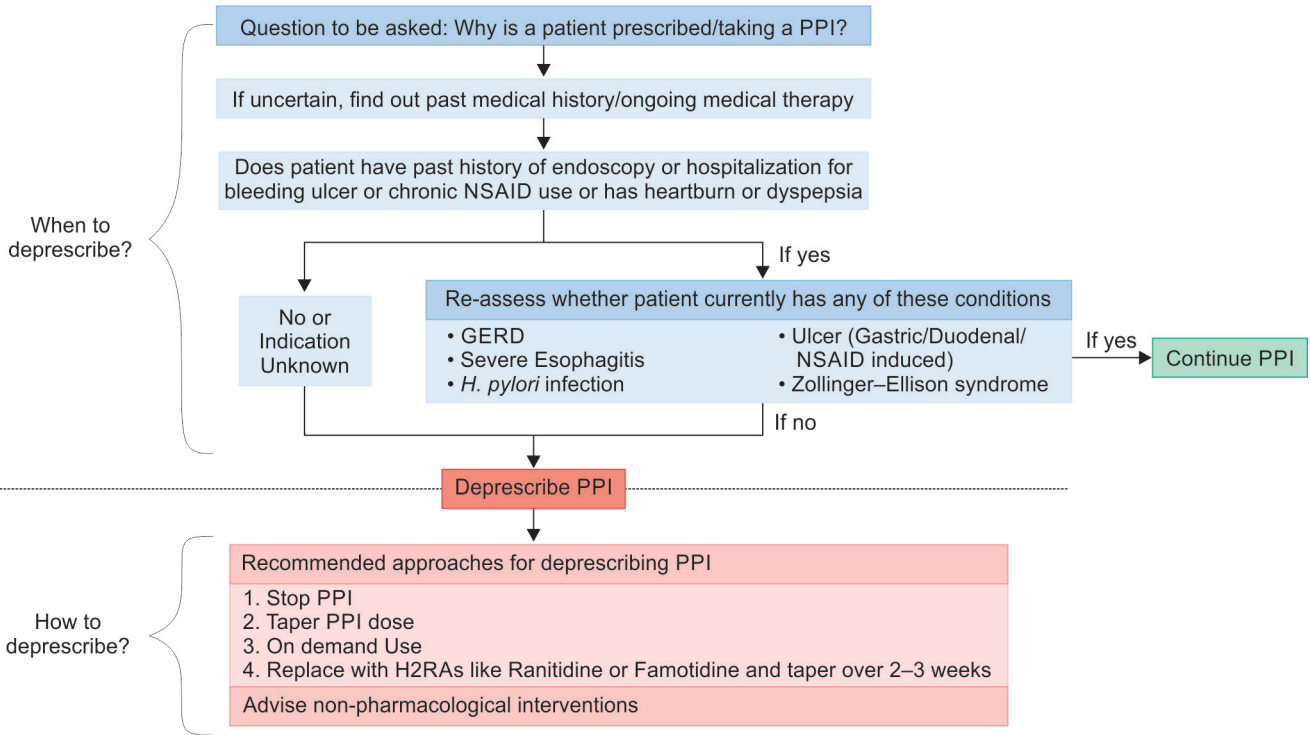 Question to be asked: Why is a patient prescribed/taking a PPI?
If uncertain, find out past medical history/ongoing medical therapy
Does patient have past history of endoscopy or hospitalization for
bleeding ulcer or chronic NSAID use or has heartburn or dyspepsia
When to
deprescribe?
If yes
No or
Indication
Unknown
Re-assess whether patient currently has any of these conditions
• GERD
• Severe Esophagitis
• H. pylori infection
• Ulcer (Gastric/Duodenal/
NSAID induced)
• Zollinger–Ellison syndrome
If yes
Continue PPI
If no
Deprescribe PPI
How to
deprescribe?
Recommended approaches for deprescribing PPI
1. Stop PPI
2. Taper PPI dose
3. On demand Use
4. Replace with H2RAs like Ranitidine or Famotidine and taper over 2–3 weeks
Advise non-pharmacological interventions